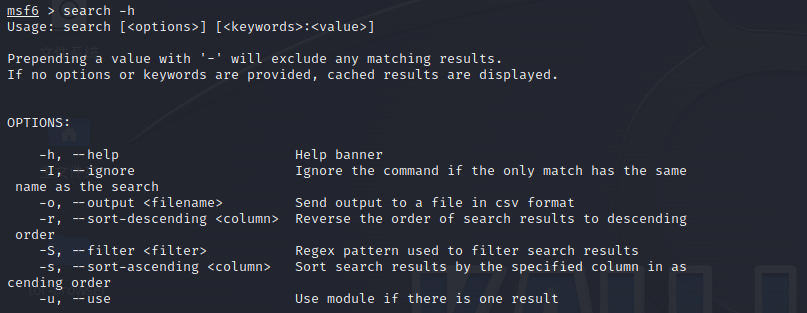 msf6 > search -h
Usage: search [<options>] [<keywords>:<value>]
Prepending a value with '-' will exclude any matching results.
If no options or keywords are provided, cached results are displayed.
OPTIONS:
-h, --help Help banner
-I, --ignore Ignore the command if the only match has the same
name as the search
-o, --output <filename> Send output to a file in csv format
-r, --sort-descending <column> Reverse the order of search results to descending
order
-S, --filter <filter> Regex pattern used to filter search results
-s, --sort-ascending <column> Sort search results by the specified column in as
cending order
-u, --use Use module if there is one result